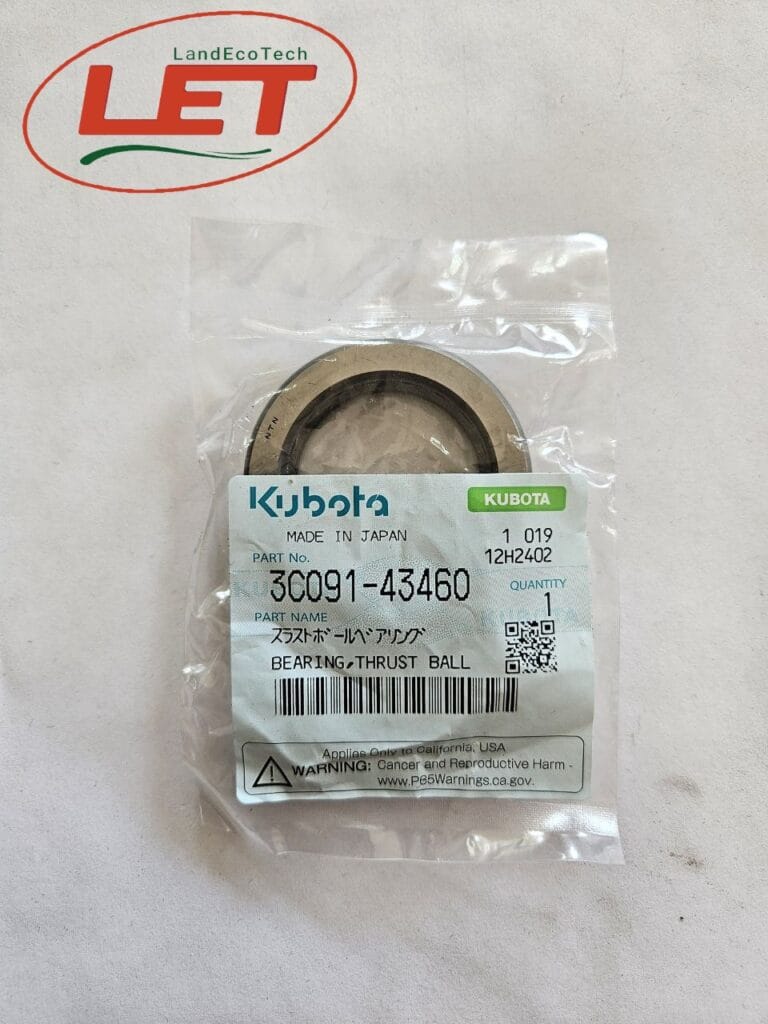 LandEcoTech
LET
NTN
Kubota KUBOTA
MADE IN JAPAN 1 019
PART No. 12H2402
3C091-43460 QUANTITY
1
PART NAME
スラストボールベアリング
BEARING,THRUST BALL
Applies Only to California, USA
WARNING: Cancer and Reproductive Harm -
www.P65Warnings.ca.gov.